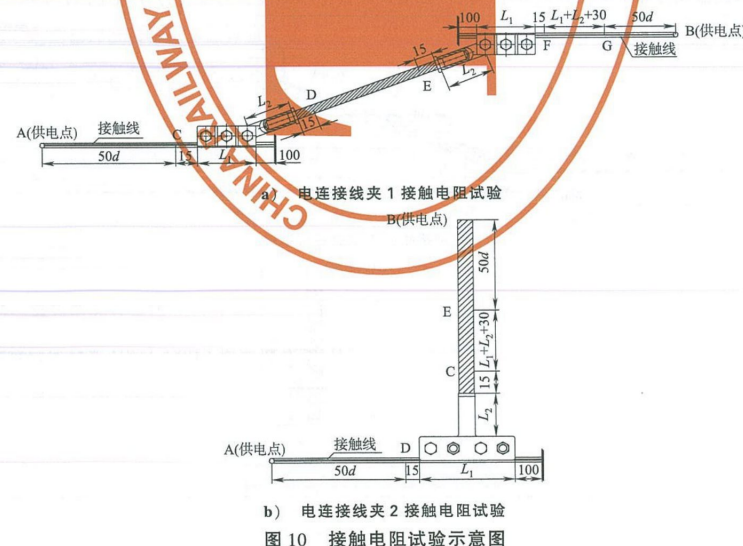 100 L₁ 15 L₁+L₂+30 50d B(供电点)
15 F G 接触线
E L₂
L₂ D
A(供电点) 接触线 C 15
50d 15 L₁ 100
a) 电连接线夹 1 接触电阻试验
B(供电点)
50d
E
L₁+L₂+30
C 15
L₂
A(供电点) 接触线 D
50d 15 L₁ 100
b) 电连接线夹 2 接触电阻试验
图 10 接触电阻试验示意图
CHINA RAILWAY